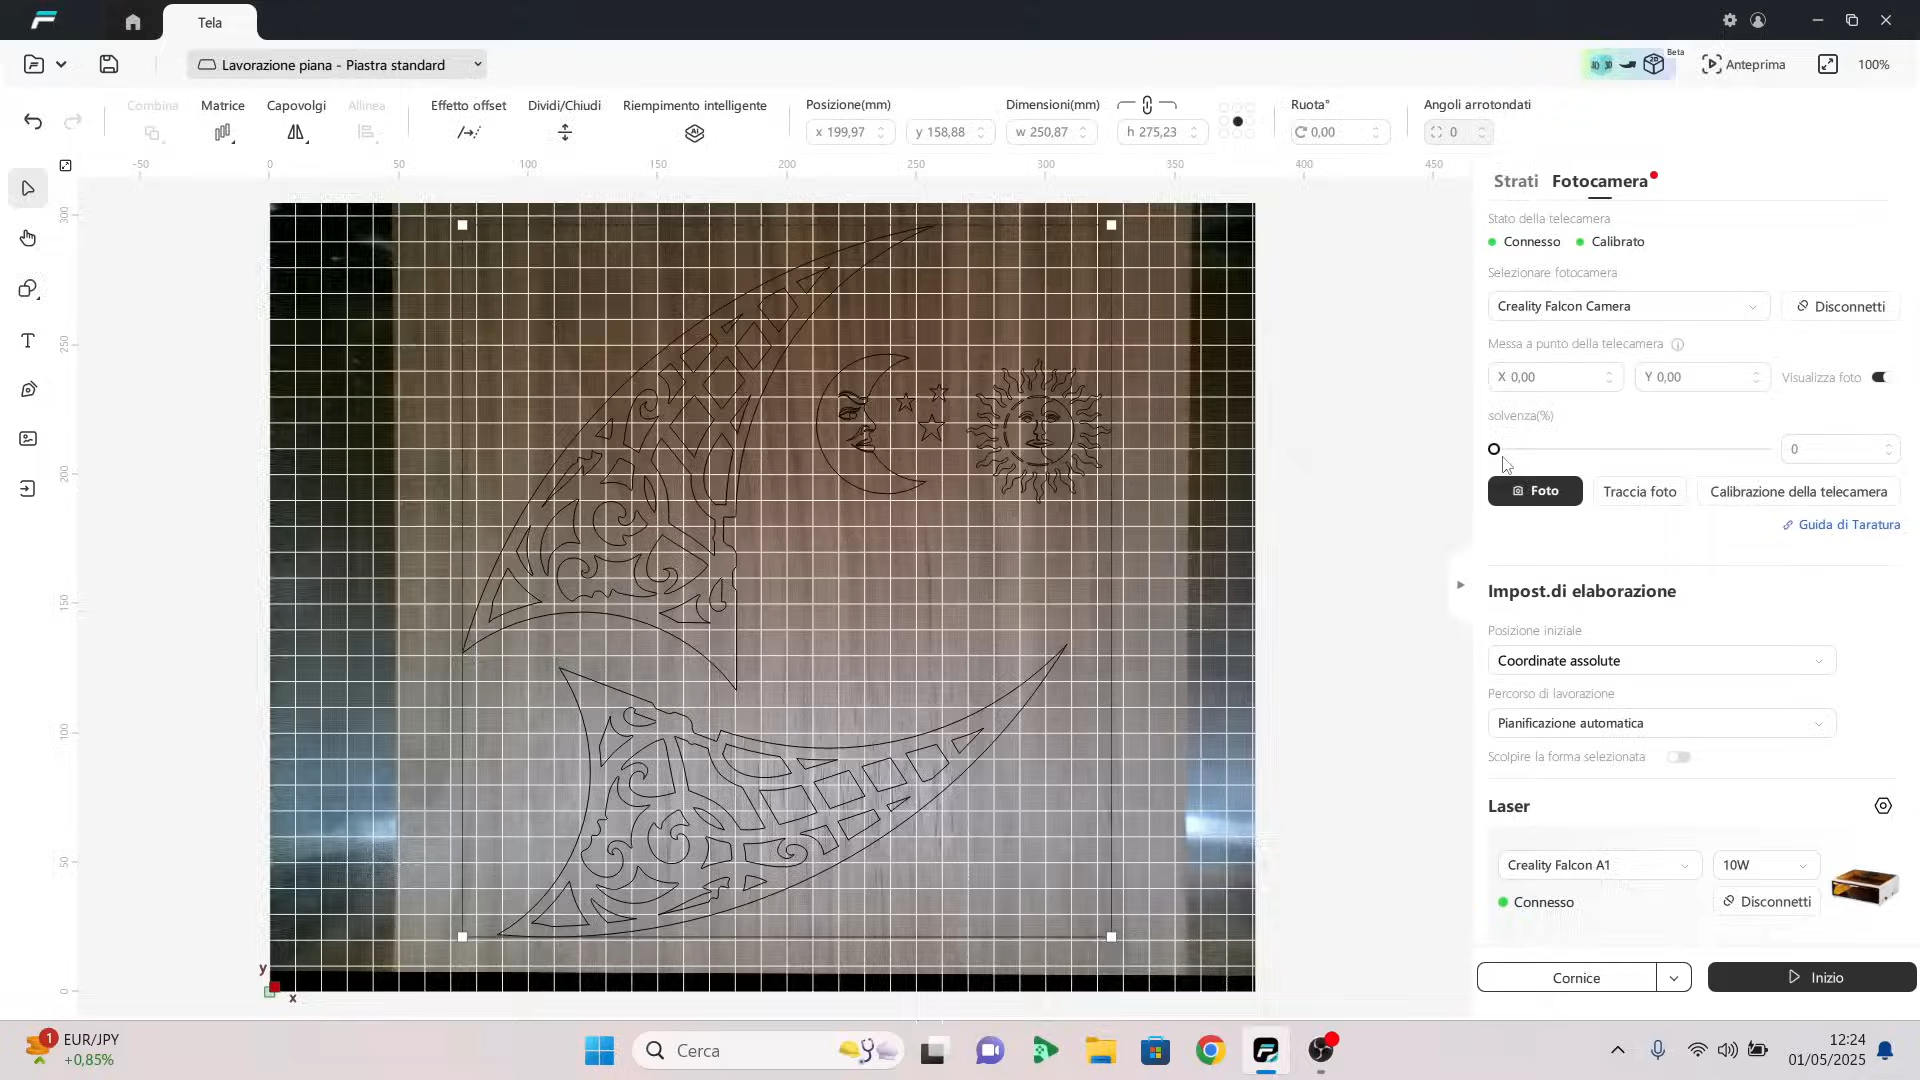 Tela
Lavorazione piana - Piastra standard
Beta
Anteprima
100%
Combina
Matrice
Capovolgi
Allinea
Effetto offset
Dividi/Chiudi
Riempimento intelligente
Posizione(mm)
Dimensioni(mm)
Ruota°
Angoli arrotondati
x 199,97
y 158,88
w 250,87
h 275,23
0,00
0
-50 0 50 100 150 200 250 300 350 400 450
300
250
200
150
100
50
0
y
x
Strati
Fotocamera
Stato della telecamera
Connesso
Calibrato
Selezionare fotocamera
Creality Falcon Camera
Disconnetti
Messa a punto della telecamera
X 0,00
Y 0,00
Visualizza foto
solvenza(%)
0
Foto
Traccia foto
Calibrazione della telecamera
Guida di Taratura
Impost.di elaborazione
Posizione iniziale
Coordinate assolute
Percorso di lavorazione
Pianificazione automatica
Scolpire la forma selezionata
Laser
Creality Falcon A1
10W
Connesso
Disconnetti
Cornice
Inizio
1
EUR/JPY
+0,85%
Cerca
12:24
01/05/2025